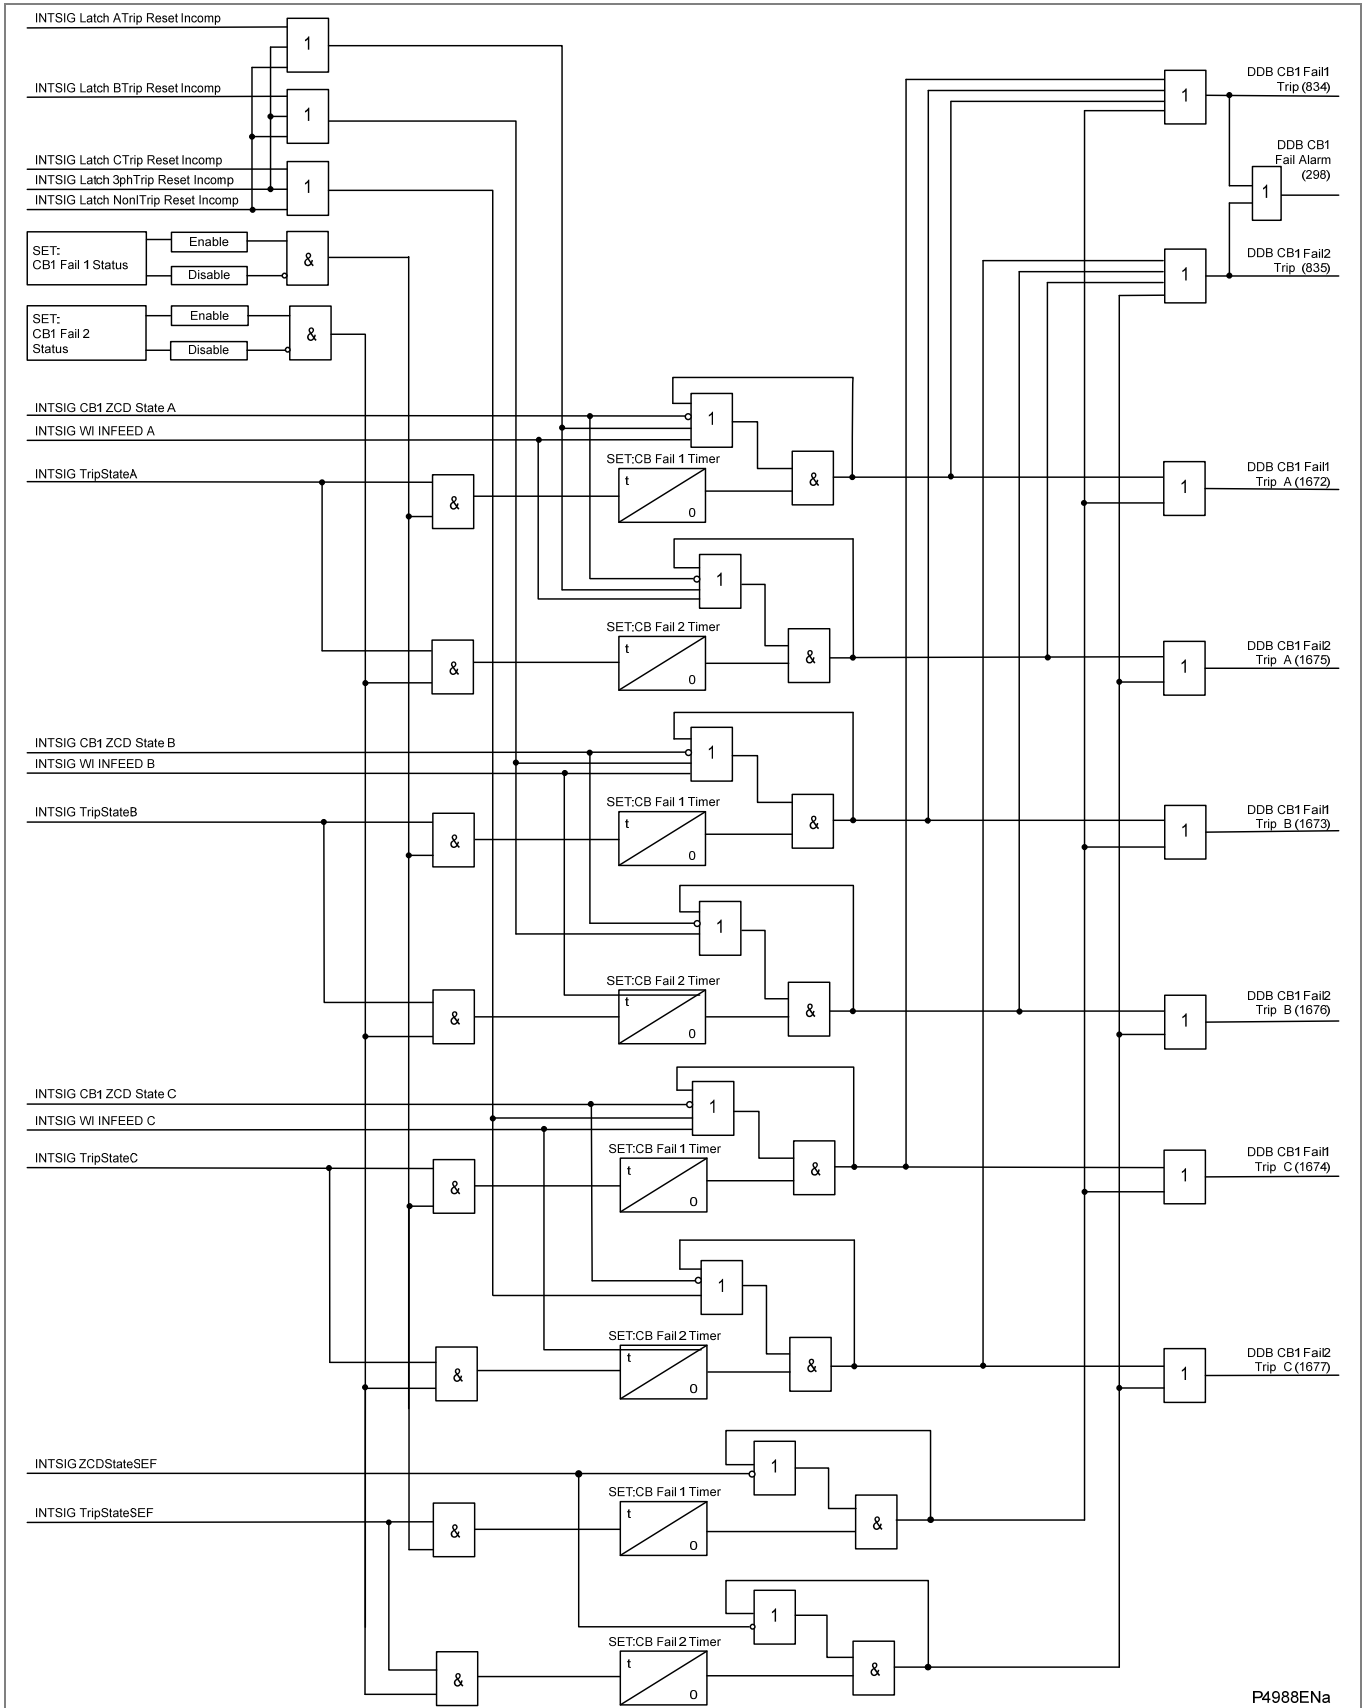 INTSIG Latch ATrip Reset Incomp
1
INTSIG Latch BTrip Reset Incomp
1
INTSIG Latch CTrip Reset Incomp
INTSIG Latch 3phTrip Reset Incomp
INTSIG Latch NonITrip Reset Incomp
1
1
DDB CB1 Fail1
Trip (834)
DDB CB1
Fail Alarm
(298)
1
1
DDB CB1 Fail2
Trip (835)
SET:
CB1 Fail 1 Status
Enable
Disable
&
SET:
CB1 Fail 2
Status
Enable
Disable
&
INTSIG CB1 ZCD State A
INTSIG WI INFEED A
1
INTSIG TripStateA
&
SET:CB Fail 1 Timer
t
0
&
1
DDB CB1 Fail1
Trip A (1672)
1
&
SET:CB Fail 2 Timer
t
0
&
1
DDB CB1 Fail2
Trip A (1675)
INTSIG CB1 ZCD State B
INTSIG WI INFEED B
1
INTSIG TripStateB
&
SET:CB Fail 1 Timer
t
0
&
1
DDB CB1 Fail1
Trip B (1673)
1
&
SET:CB Fail 2 Timer
t
0
&
1
DDB CB1 Fail2
Trip B (1676)
INTSIG CB1 ZCD State C
INTSIG WI INFEED C
1
INTSIG TripStateC
&
SET:CB Fail 1 Timer
t
0
&
1
DDB CB1 Fail1
Trip C (1674)
1
&
SET:CB Fail 2 Timer
t
0
&
1
DDB CB1 Fail2
Trip C (1677)
INTSIG ZCDStateSEF
1
INTSIG TripStateSEF
&
SET:CB Fail 1 Timer
t
0
&
1
&
SET:CB Fail 2 Timer
t
0
&
P4988ENa